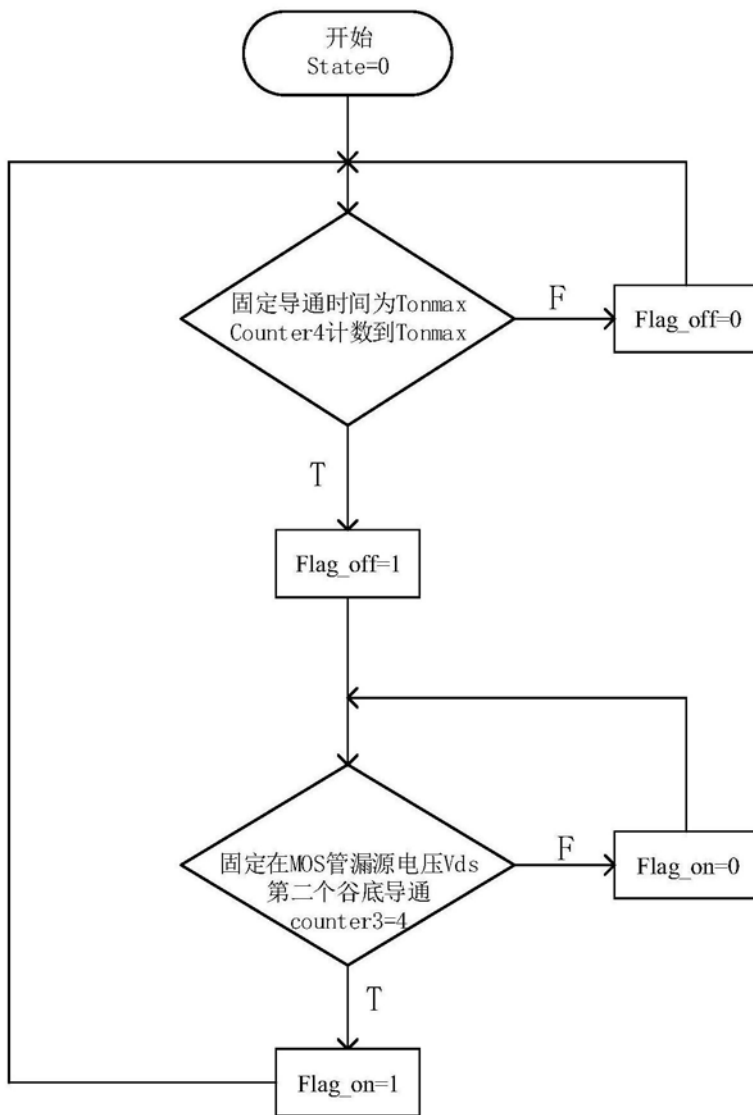 开始
State=0
固定导通时间为Tonmax
Counter4计数到Tonmax
F
Flag_off=0
T
Flag_off=1
固定在MOS管漏源电压Vds
第二个谷底导通
counter3=4
F
Flag_on=0
T
Flag_on=1